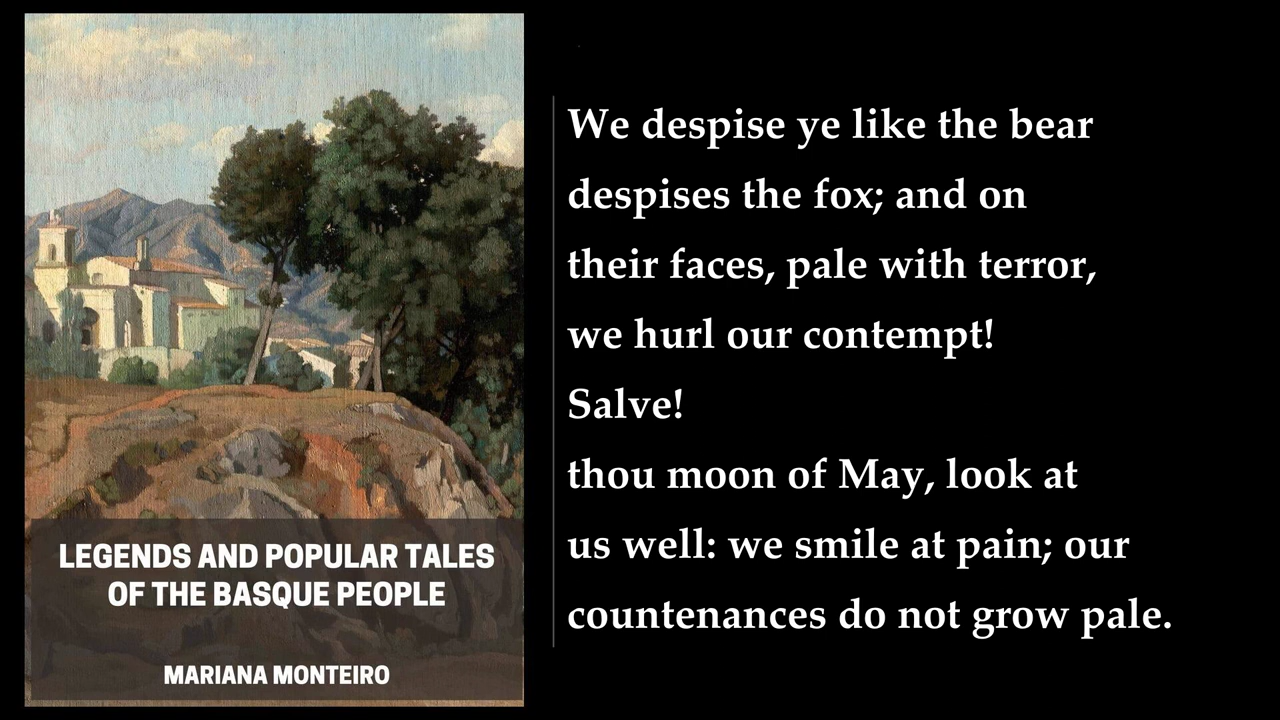 LEGENDS AND POPULAR TALES
OF THE BASQUE PEOPLE
MARIANA MONTEIRO
We despise ye like the bear
despises the fox; and on
their faces, pale with terror,
we hurl our contempt!
Salve!
thou moon of May, look at
us well: we smile at pain; our
countenances do not grow pale.